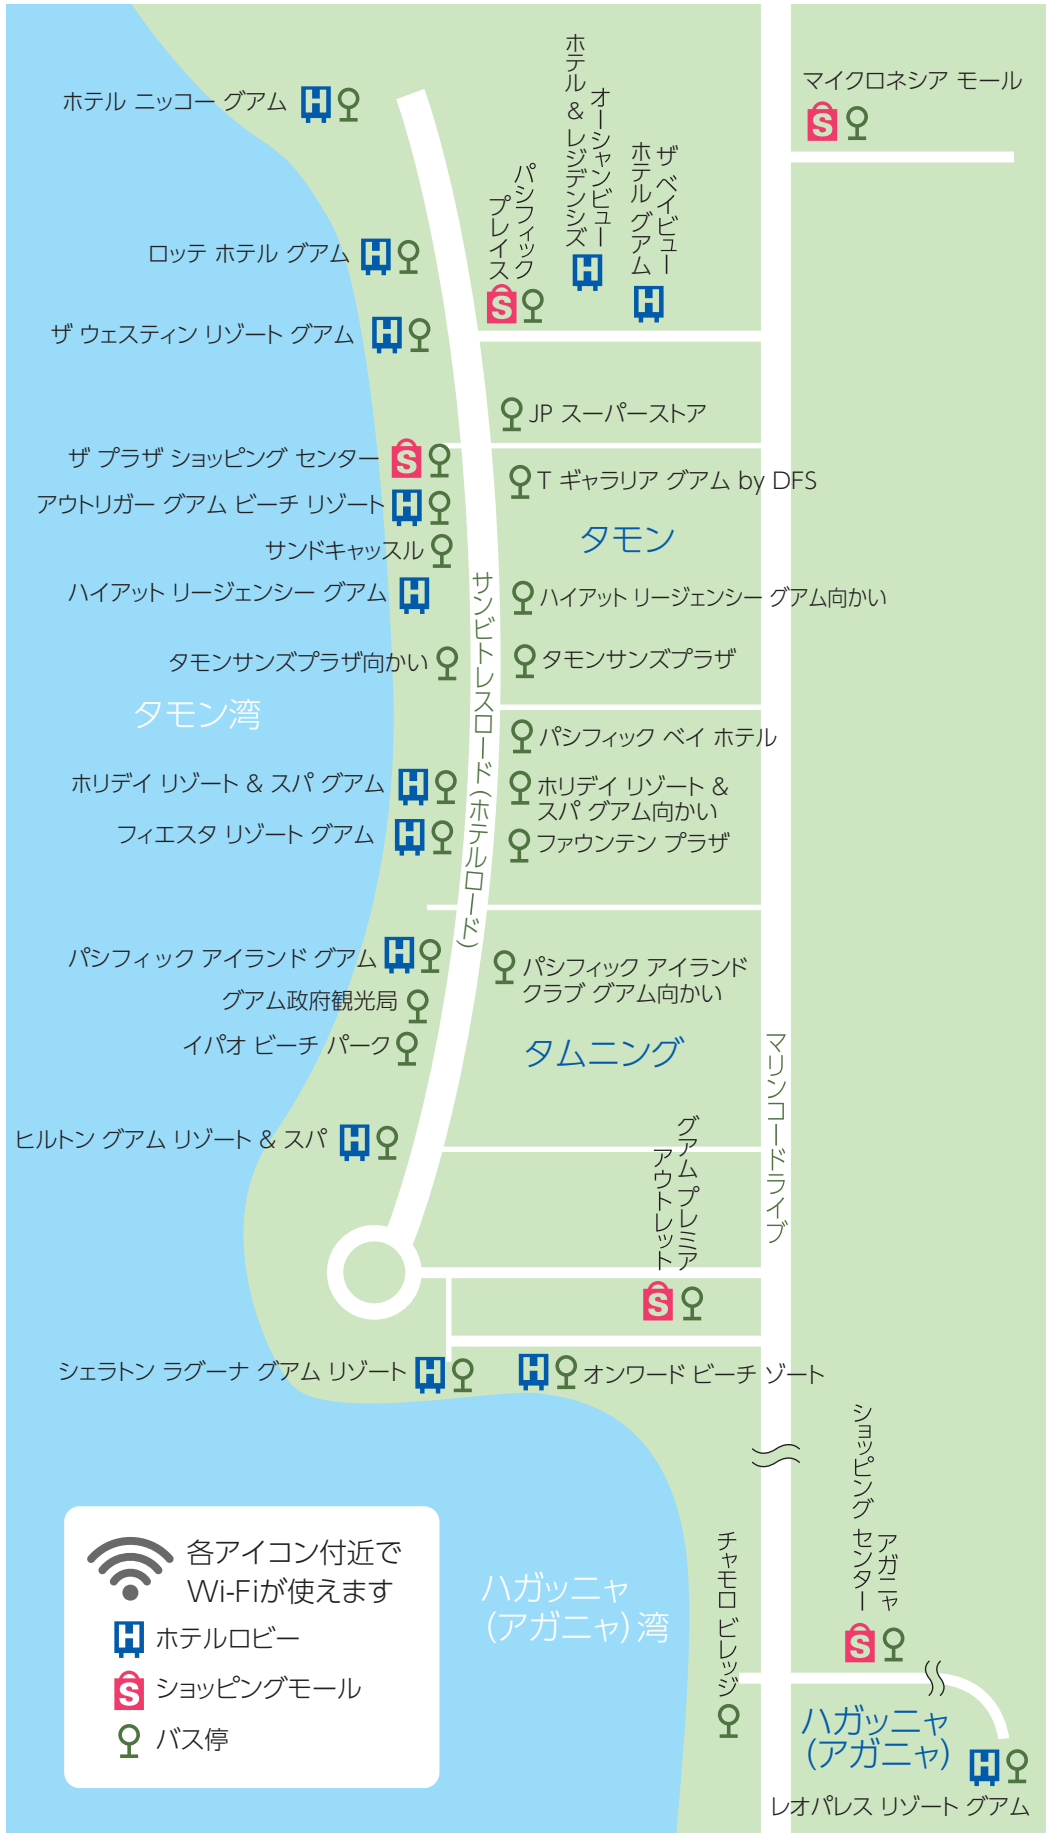 マイクロネシア モール
ホテル ニッコー グアム
オーシャンビュー
ホテル & レジデンシズ
ザ ベイビュー
ホテル グアム
パシフィック
プレイス
ロッテ ホテル グアム
ザ ウェスティン リゾート グアム
JP スーパーストア
ザ プラザ ショッピング センター
T ギャラリア グアム by DFS
アウトリガー グアム ビーチ リゾート
タモン
サンドキャッスル
ハイアット リージェンシー グアム
ハイアット リージェンシー グアム向かい
サンビトレスロード(ホテルロード)
タモンサンズプラザ向かい
タモンサンズプラザ
タモン湾
パシフィック ベイ ホテル
ホリデイ リゾート & スパ グアム
ホリデイ リゾート &
スパ グアム向かい
フィエスタ リゾート グアム
ファウンテン プラザ
パシフィック アイランド グアム
パシフィック アイランド
クラブ グアム向かい
グアム政府観光局
イパオ ビーチ パーク
タムニング
マリンコードライブ
ヒルトン グアム リゾート & スパ
グアム プレミア
アウトレット
シェラトン ラグーナ グアム リゾート
オンワード ビーチ ゾート
アガニャ
ショッピング センター
チャモロ ビレッジ
ハガッニャ
(アガニャ)湾
ハガッニャ
(アガニャ)
レオパレス リゾート グアム
各アイコン付近で
Wi-Fiが使えます
ホテルロビー
ショッピングモール
バス停